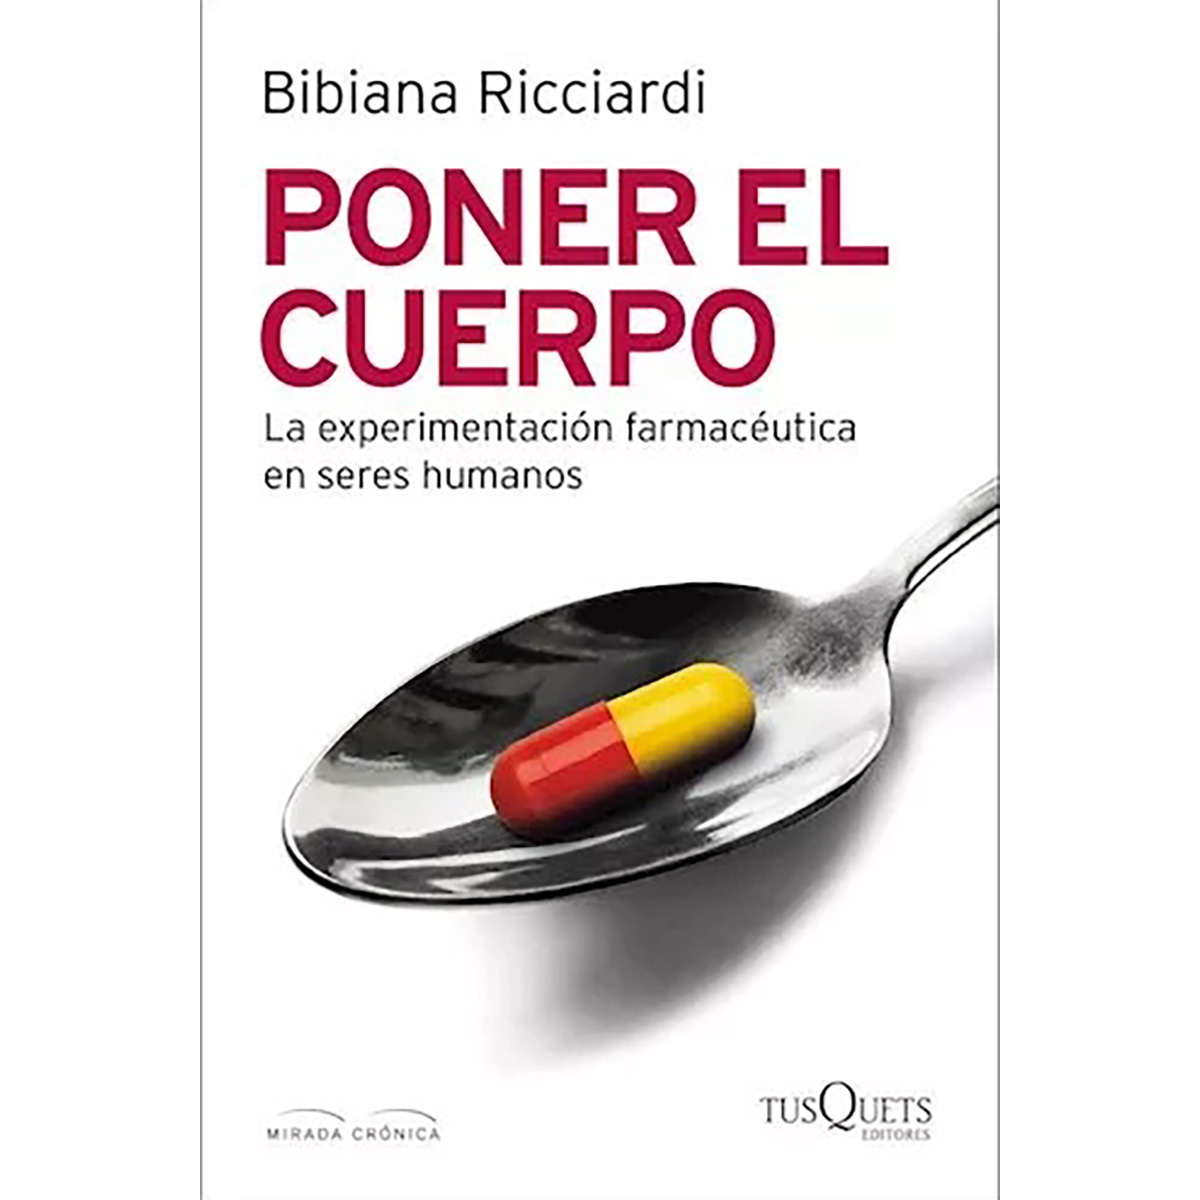 Bibiana Ricciardi
PONER EL
CUERPO
La experimentación farmacéutica
en seres humanos
MIRADA CRÓNICA
TUSQUETS
EDITORES